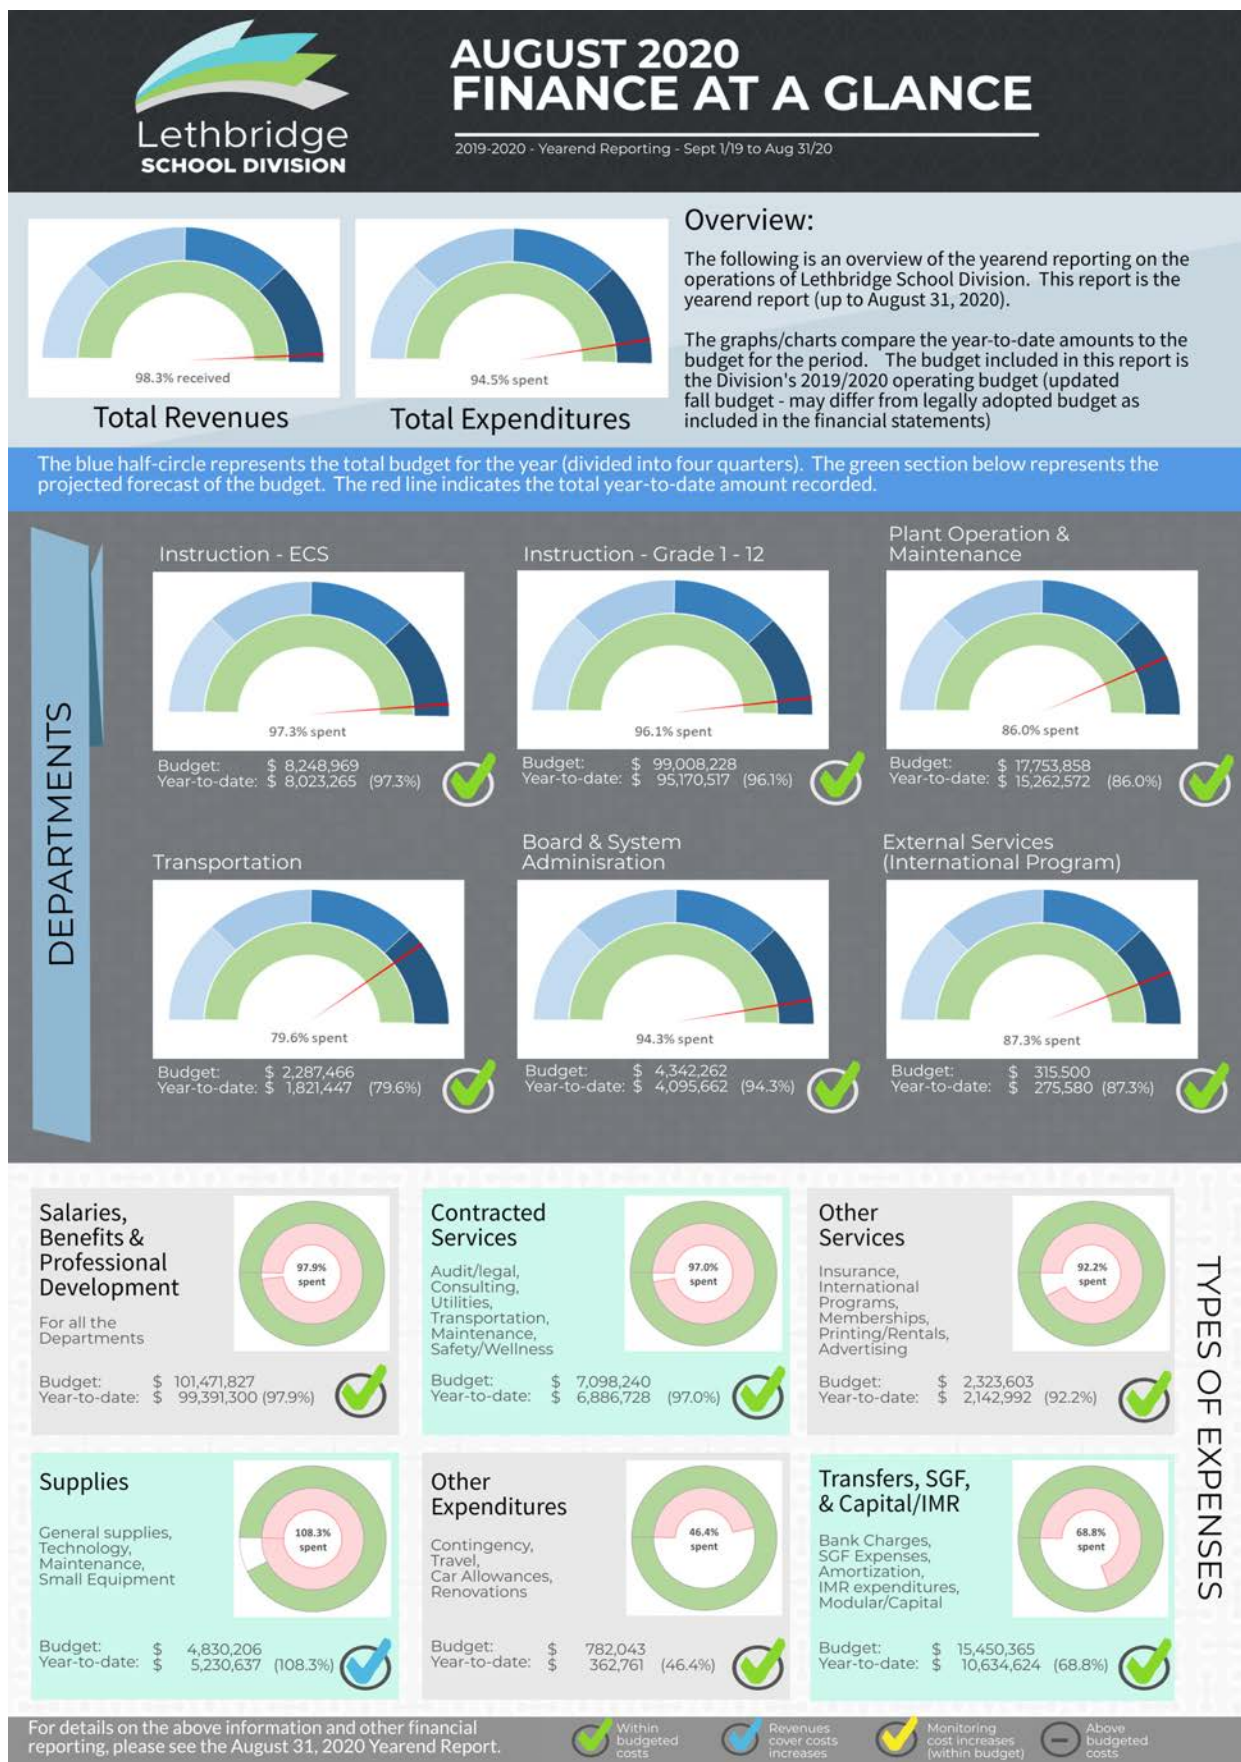 Lethbridge
SCHOOL DIVISION
AUGUST 2020
FINANCE AT A GLANCE
2019-2020 - Yearend Reporting - Sept 1/19 to Aug 31/20
98.3% received
Total Revenues
94.5% spent
Total Expenditures
Overview:
The following is an overview of the yearend reporting on the
operations of Lethbridge School Division. This report is the
yearend report (up to August 31, 2020).
The graphs/charts compare the year-to-date amounts to the
budget for the period. The budget included in this report is
the Division's 2019/2020 operating budget (updated
fall budget - may differ from legally adopted budget as
included in the financial statements)
The blue half-circle represents the total budget for the year (divided into four quarters). The green section below represents the
projected forecast of the budget. The red line indicates the total year-to-date amount recorded.
DEPARTMENTS
Instruction - ECS
97.3% spent
Budget: $ 8,248,969
Year-to-date: $ 8,023,265 (97.3%)
Instruction - Grade 1 - 12
96.1% spent
Budget: $ 99,008,228
Year-to-date: $ 95,170,517 (96.1%)
Plant Operation &
Maintenance
86.0% spent
Budget: $ 17,753,858
Year-to-date: $ 15,262,572 (86.0%)
Transportation
79.6% spent
Budget: $ 2,287,466
Year-to-date: $ 1,821,447 (79.6%)
Board & System
Adminisration
94.3% spent
Budget: $ 4,342,262
Year-to-date: $ 4,095,662 (94.3%)
External Services
(International Program)
87.3% spent
Budget: $ 315,500
Year-to-date: $ 275,580 (87.3%)
TYPES OF EXPENSES
Salaries,
Benefits &
Professional
Development
For all the
Departments
97.9%
spent
Budget: $ 101,471,827
Year-to-date: $ 99,391,300 (97.9%)
Contracted
Services
Audit/legal,
Consulting,
Utilities,
Transportation,
Maintenance,
Safety/Wellness
97.0%
spent
Budget: $ 7,098,240
Year-to-date: $ 6,886,728 (97.0%)
Other
Services
Insurance,
International
Programs,
Memberships,
Printing/Rentals,
Advertising
92.2%
spent
Budget: $ 2,323,603
Year-to-date: $ 2,142,992 (92.2%)
Supplies
General supplies,
Technology,
Maintenance,
Small Equipment
108.3%
spent
Budget: $ 4,830,206
Year-to-date: $ 5,230,637 (108.3%)
Other
Expenditures
Contingency,
Travel,
Car Allowances,
Renovations
46.4%
spent
Budget: $ 782,043
Year-to-date: $ 362,761 (46.4%)
Transfers, SGF,
& Capital/IMR
Bank Charges,
SGF Expenses,
Amortization,
IMR expenditures,
Modular/Capital
68.8%
spent
Budget: $ 15,450,365
Year-to-date: $ 10,634,624 (68.8%)
For details on the above information and other financial
reporting, please see the August 31, 2020 Yearend Report.
Within
budgeted
costs
Revenues
cover costs
increases
Monitoring
cost increases
(within budget)
Above
budgeted
costs